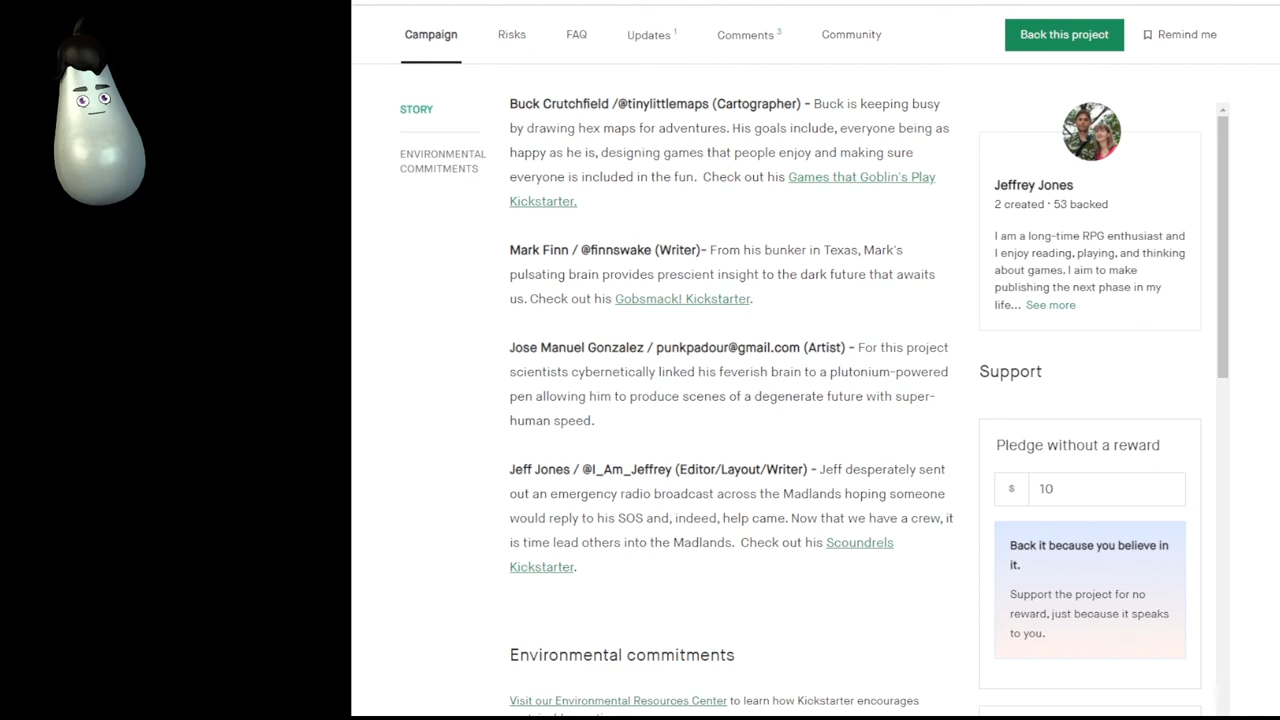 Campaign
Risks
FAQ
Updates 1
Comments 3
Community
Back this project
Remind me
STORY
ENVIRONMENTAL
COMMITMENTS
Buck Crutchfield /@tinylittlemaps (Cartographer) - Buck is keeping busy
by drawing hex maps for adventures. His goals include, everyone being as
happy as he is, designing games that people enjoy and making sure
everyone is included in the fun. Check out his Games that Goblin's Play
Kickstarter.
Mark Finn / @finnswake (Writer)- From his bunker in Texas, Mark's
pulsating brain provides prescient insight to the dark future that awaits
us. Check out his Gobsmack! Kickstarter.
Jose Manuel Gonzalez / punkpadour@gmail.com (Artist) - For this project
scientists cybernetically linked his feverish brain to a plutonium-powered
pen allowing him to produce scenes of a degenerate future with super-
human speed.
Jeff Jones / @I_Am_Jeffrey (Editor/Layout/Writer) - Jeff desperately sent
out an emergency radio broadcast across the Madlands hoping someone
would reply to his SOS and, indeed, help came. Now that we have a crew, it
is time lead others into the Madlands. Check out his Scoundrels
Kickstarter.
Environmental commitments
Visit our Environmental Resources Center to learn how Kickstarter encourages
Jeffrey Jones
2 created · 53 backed
I am a long-time RPG enthusiast and
I enjoy reading, playing, and thinking
about games. I aim to make
publishing the next phase in my
life... See more
Support
Pledge without a reward
$ 10
Back it because you believe in
it.
Support the project for no
reward, just because it speaks
to you.